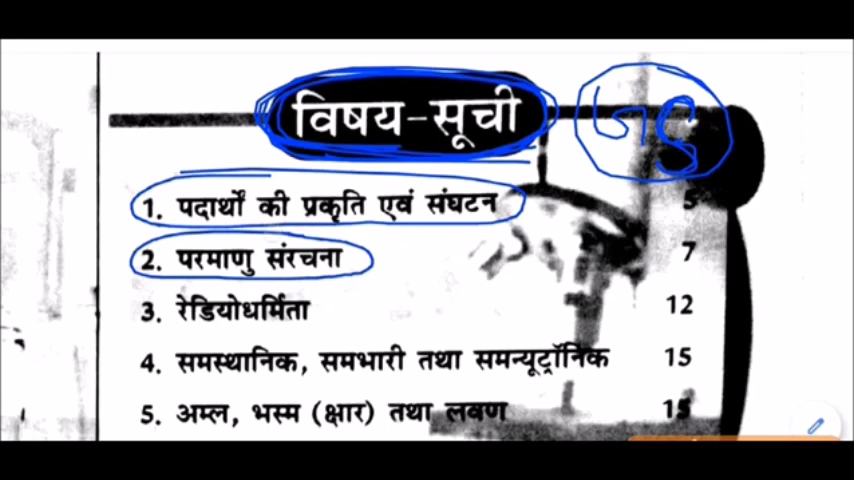 विषय-सूची
1. पदार्थो की प्रकृति एवं संघटन 5
2. परमाणु संरचना 7
3. रेडियोधर्मिता 12
4. समस्थानिक, समभारी तथा समन्यूट्रॉनिक 15
5. अम्ल, भस्म (क्षार) तथा लवण 15